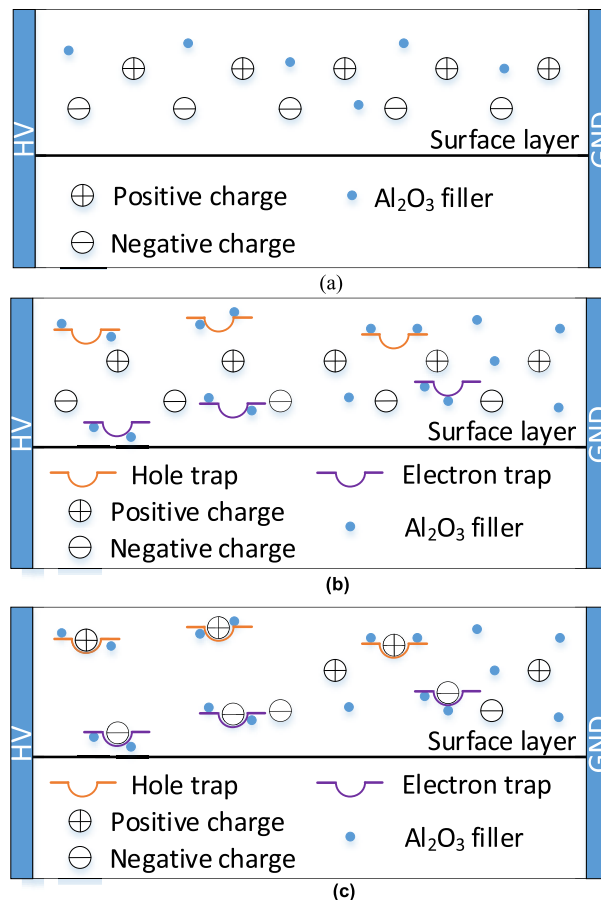 HV
GND
Surface layer
Positive charge
Al₂O₃ filler
Negative charge
(a)
HV
GND
Surface layer
Hole trap
Electron trap
Positive charge
Al₂O₃ filler
Negative charge
(b)
HV
GND
Surface layer
Hole trap
Electron trap
Positive charge
Al₂O₃ filler
Negative charge
(c)